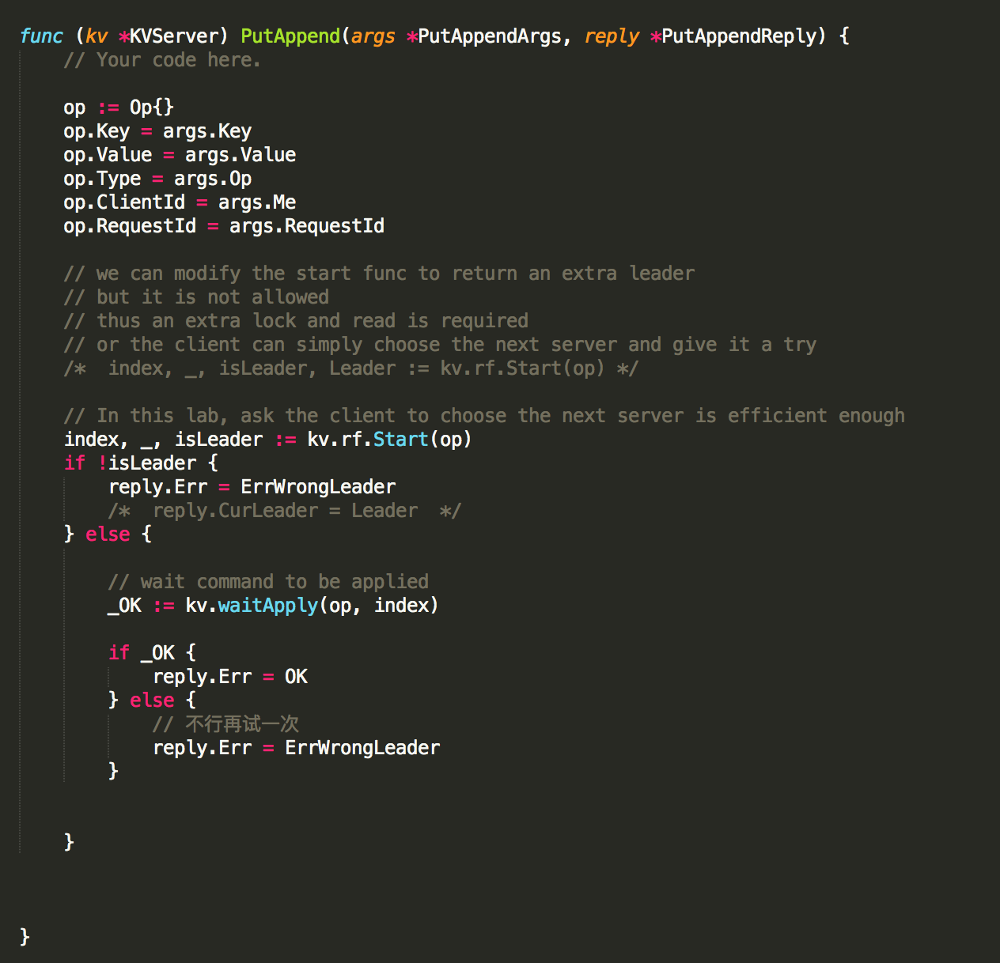 func (kv *KVServer) PutAppend(args *PutAppendArgs, reply *PutAppendReply) {
// Your code here.
op := Op{}
op.Key = args.Key
op.Value = args.Value
op.Type = args.Op
op.ClientId = args.Me
op.RequestId = args.RequestId
// we can modify the start func to return an extra leader
// but it is not allowed
// thus an extra lock and read is required
// or the client can simply choose the next server and give it a try
/*  index, _, isLeader, Leader := kv.rf.Start(op) */
// In this lab, ask the client to choose the next server is efficient enough
index, _, isLeader := kv.rf.Start(op)
if !isLeader {
reply.Err = ErrWrongLeader
/*  reply.CurLeader = Leader  */
} else {
// wait command to be applied
_OK := kv.waitApply(op, index)
if _OK {
reply.Err = OK
} else {
// 不行再试一次
reply.Err = ErrWrongLeader
}
}
}